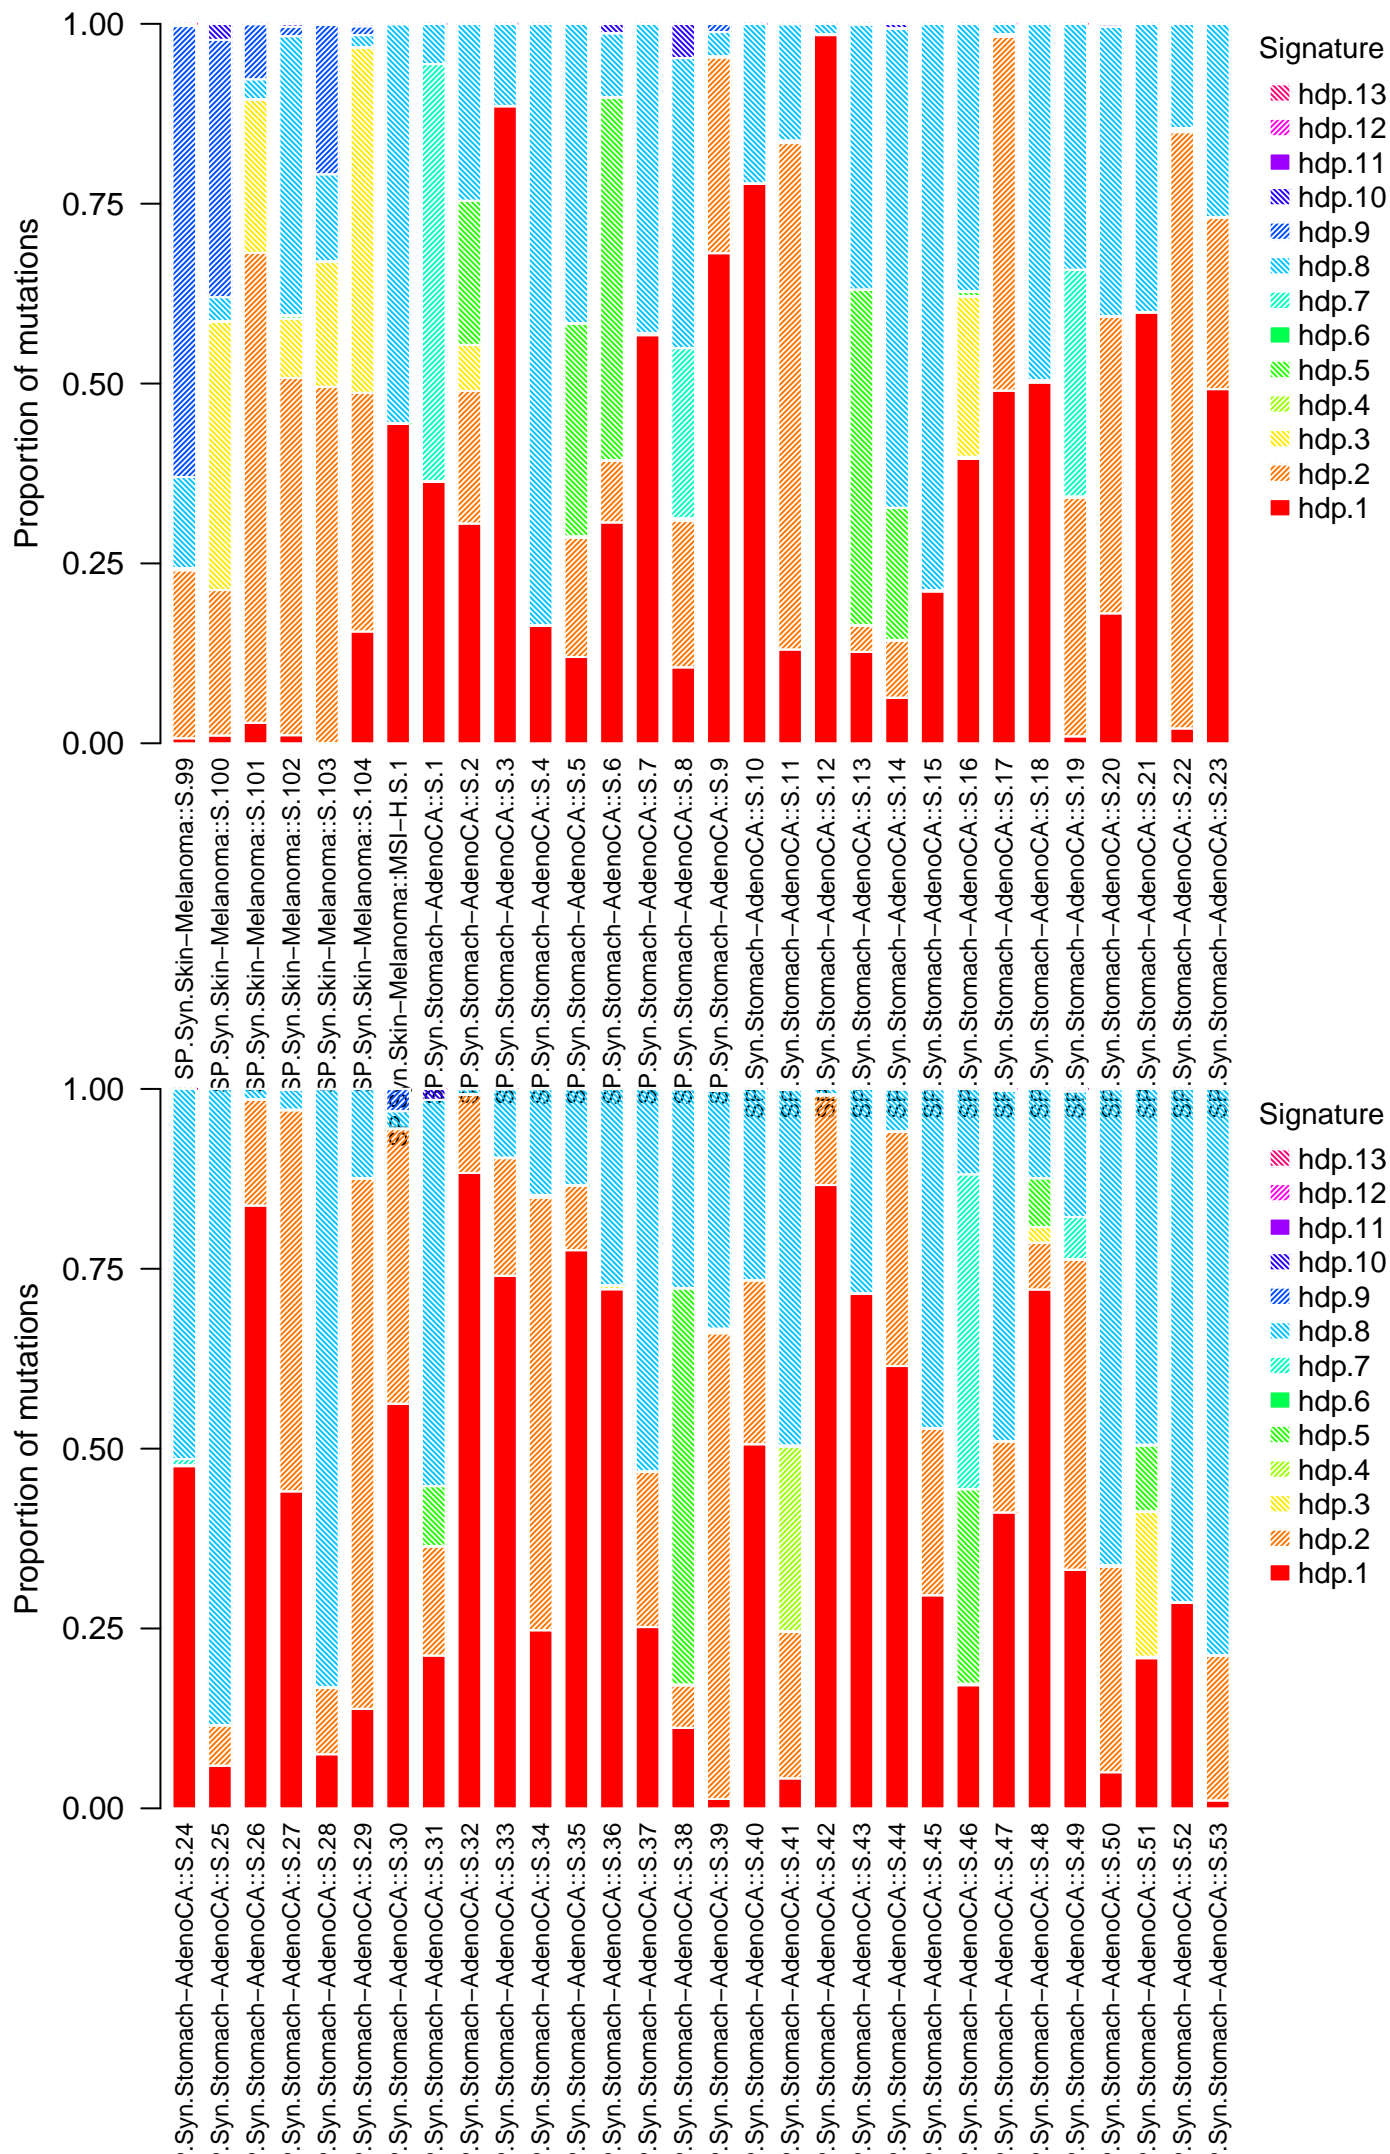 1.00
0.75
0.50
0.25
0.00
Proportion of mutations
Signature
hdp.13
hdp.12
hdp.11
hdp.10
hdp.9
hdp.8
hdp.7
hdp.6
hdp.5
hdp.4
hdp.3
hdp.2
hdp.1
SP.Syn.Skin−Melanoma::S.99
SP.Syn.Skin−Melanoma::S.100
SP.Syn.Skin−Melanoma::S.101
SP.Syn.Skin−Melanoma::S.102
SP.Syn.Skin−Melanoma::S.103
SP.Syn.Skin−Melanoma::S.104
SP.Syn.Skin−Melanoma::MSI−H.S.1
SP.Syn.Stomach−AdenoCA::S.1
SP.Syn.Stomach−AdenoCA::S.2
SP.Syn.Stomach−AdenoCA::S.3
SP.Syn.Stomach−AdenoCA::S.4
SP.Syn.Stomach−AdenoCA::S.5
SP.Syn.Stomach−AdenoCA::S.6
SP.Syn.Stomach−AdenoCA::S.7
SP.Syn.Stomach−AdenoCA::S.8
SP.Syn.Stomach−AdenoCA::S.9
SP.Syn.Stomach−AdenoCA::S.10
SP.Syn.Stomach−AdenoCA::S.11
SP.Syn.Stomach−AdenoCA::S.12
SP.Syn.Stomach−AdenoCA::S.13
SP.Syn.Stomach−AdenoCA::S.14
SP.Syn.Stomach−AdenoCA::S.15
SP.Syn.Stomach−AdenoCA::S.16
SP.Syn.Stomach−AdenoCA::S.17
SP.Syn.Stomach−AdenoCA::S.18
SP.Syn.Stomach−AdenoCA::S.19
SP.Syn.Stomach−AdenoCA::S.20
SP.Syn.Stomach−AdenoCA::S.21
SP.Syn.Stomach−AdenoCA::S.22
SP.Syn.Stomach−AdenoCA::S.23
1.00
0.75
0.50
0.25
0.00
Proportion of mutations
Signature
hdp.13
hdp.12
hdp.11
hdp.10
hdp.9
hdp.8
hdp.7
hdp.6
hdp.5
hdp.4
hdp.3
hdp.2
hdp.1
.Syn.Stomach−AdenoCA::S.24
.Syn.Stomach−AdenoCA::S.25
.Syn.Stomach−AdenoCA::S.26
.Syn.Stomach−AdenoCA::S.27
.Syn.Stomach−AdenoCA::S.28
.Syn.Stomach−AdenoCA::S.29
.Syn.Stomach−AdenoCA::S.30
.Syn.Stomach−AdenoCA::S.31
.Syn.Stomach−AdenoCA::S.32
.Syn.Stomach−AdenoCA::S.33
.Syn.Stomach−AdenoCA::S.34
.Syn.Stomach−AdenoCA::S.35
.Syn.Stomach−AdenoCA::S.36
.Syn.Stomach−AdenoCA::S.37
.Syn.Stomach−AdenoCA::S.38
.Syn.Stomach−AdenoCA::S.39
.Syn.Stomach−AdenoCA::S.40
.Syn.Stomach−AdenoCA::S.41
.Syn.Stomach−AdenoCA::S.42
.Syn.Stomach−AdenoCA::S.43
.Syn.Stomach−AdenoCA::S.44
.Syn.Stomach−AdenoCA::S.45
.Syn.Stomach−AdenoCA::S.46
.Syn.Stomach−AdenoCA::S.47
.Syn.Stomach−AdenoCA::S.48
.Syn.Stomach−AdenoCA::S.49
.Syn.Stomach−AdenoCA::S.50
.Syn.Stomach−AdenoCA::S.51
.Syn.Stomach−AdenoCA::S.52
.Syn.Stomach−AdenoCA::S.53